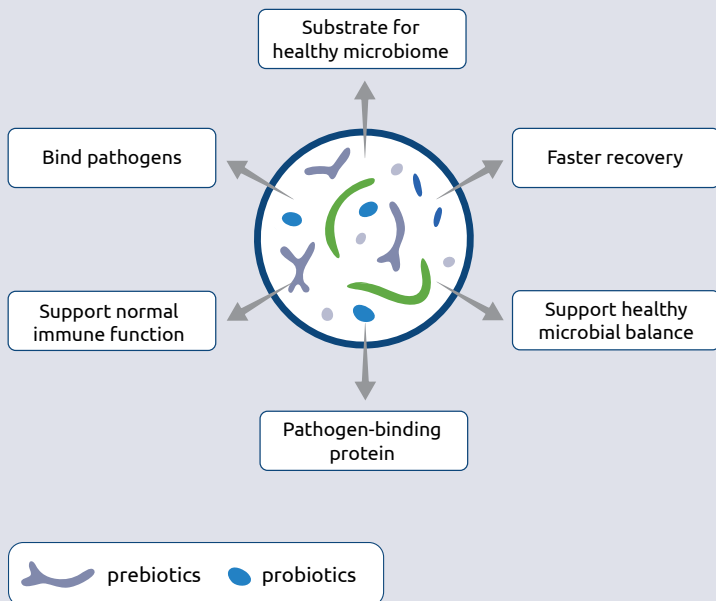 Substrate for
healthy microbiome
Bind pathogens
Faster recovery
Support normal
immune function
Support healthy
microbial balance
Pathogen-binding
protein
prebiotics
probiotics